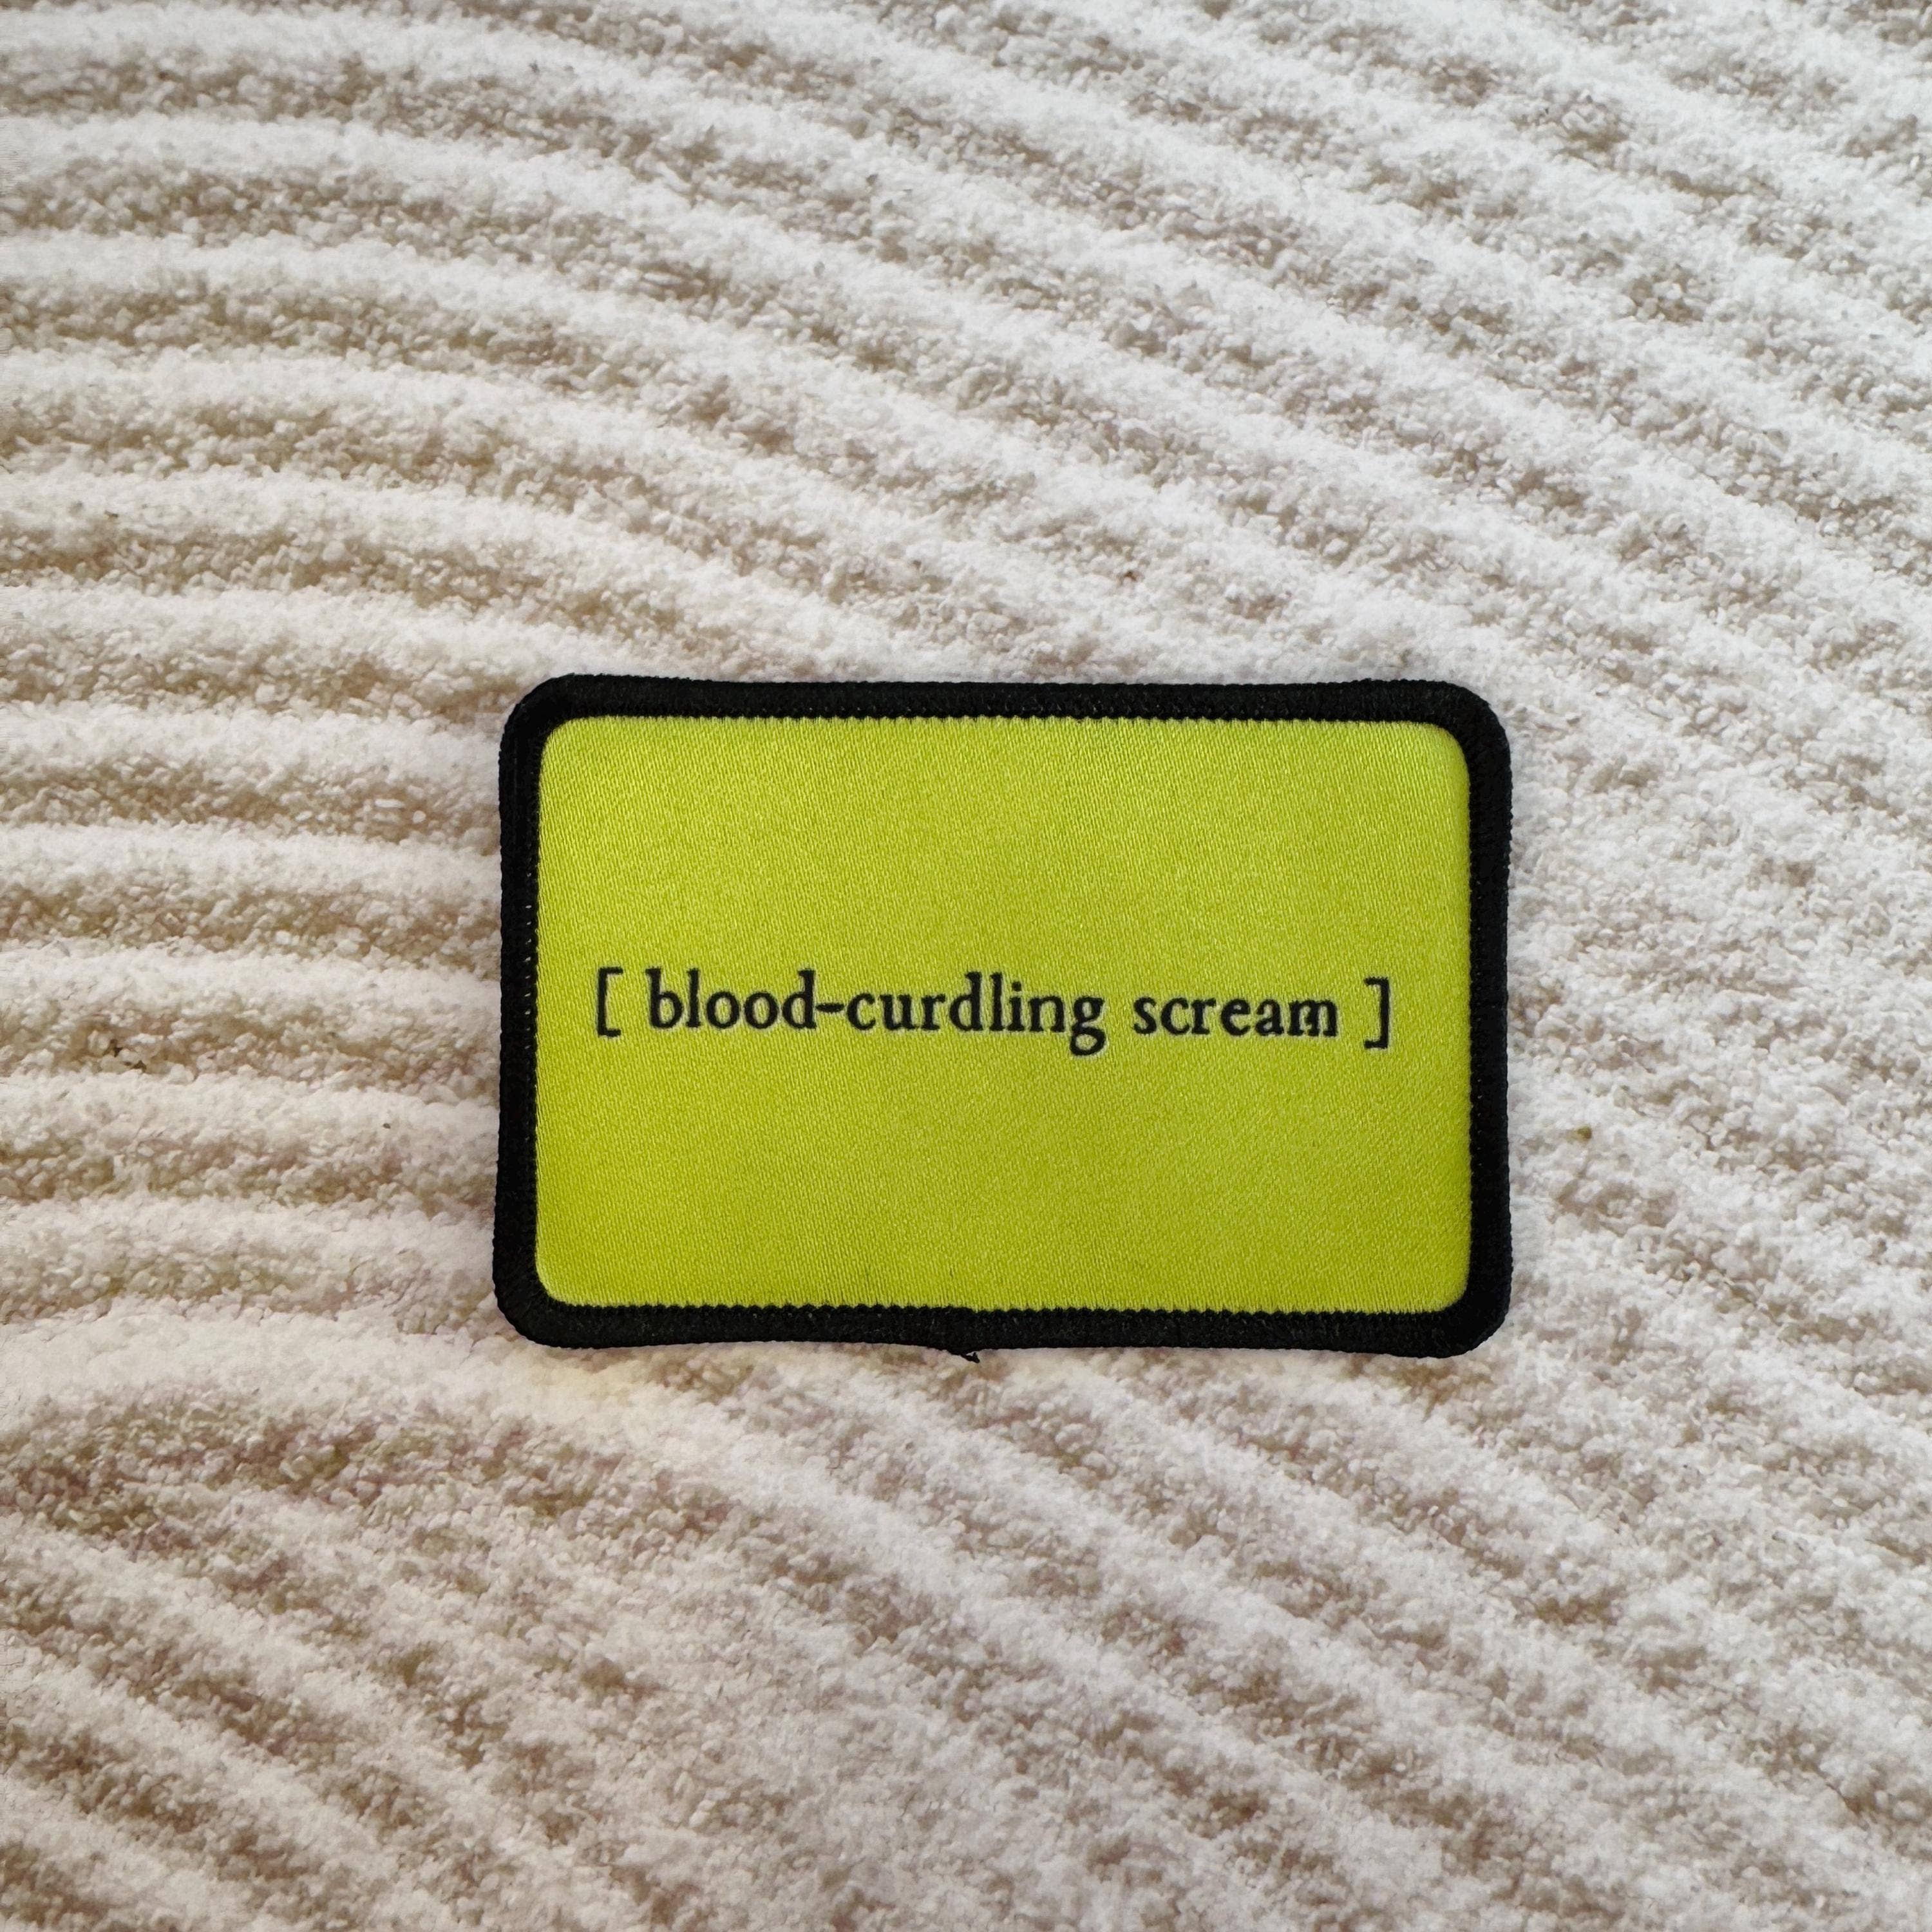 [ blood-curdling scream ]